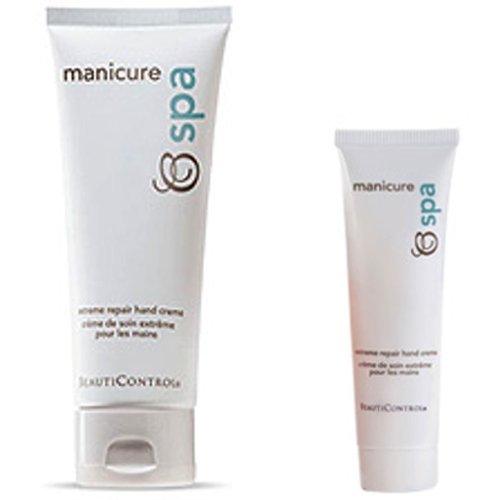 manicure
spa
extreme repair hand creme
crème de soin extrême
pour les mains
BEAUTICONTROL®
manicure
spa
extreme repair hand creme
crème de soin extrême
pour les mains
BEAUTICONTROL®